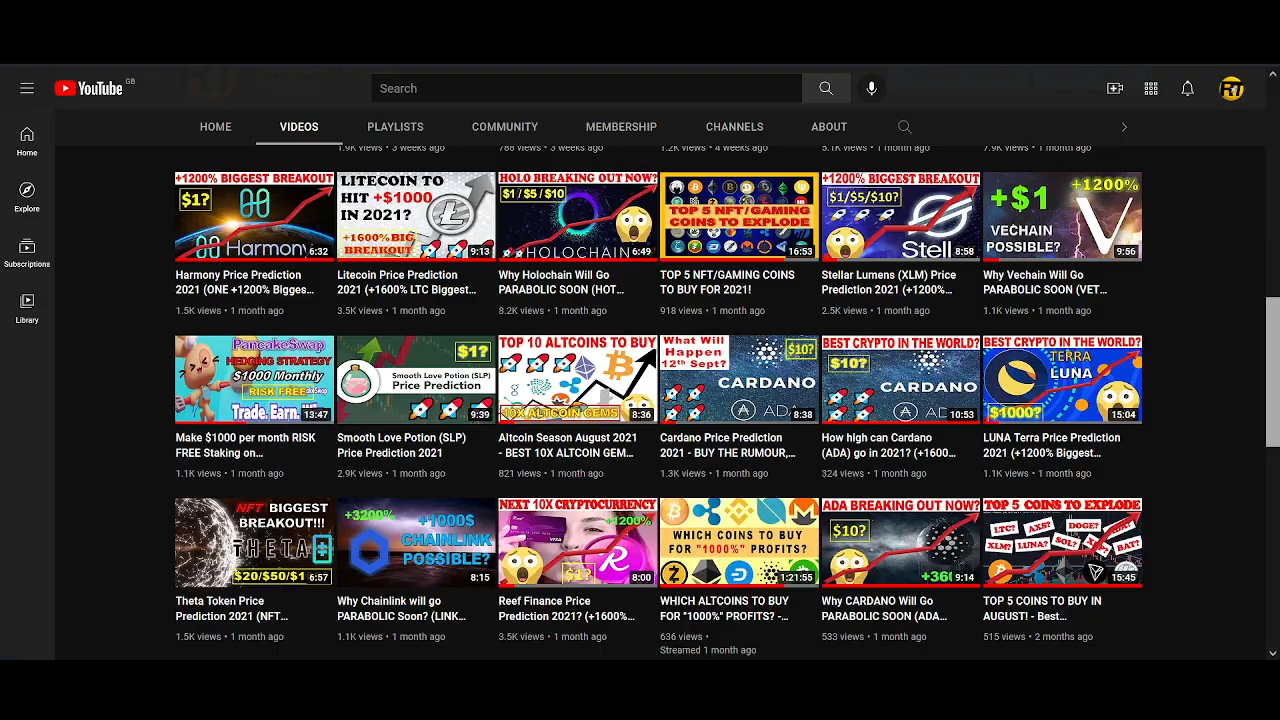 YouTube GB
Search
HOME VIDEOS PLAYLISTS COMMUNITY MEMBERSHIP CHANNELS ABOUT
Home
Explore
Subscriptions
Library
1.9K views • 3 weeks ago
788 views • 3 weeks ago
1.2K views • 4 weeks ago
5.1K views • 1 month ago
7.9K views • 1 month ago
+1200% BIGGEST BREAKOUT
$1?
Harmony
6:32
LITECOIN TO
HIT +$1000
IN 2021?
+1600% BIG
BREAKOUT
9:13
HOLO BREAKING OUT NOW?
$1 / $5 / $10
HOLOCHAIN
6:49
TOP 5 NFT/GAMING
COINS TO EXPLODE
16:53
+1200% BIGGEST BREAKOUT
$1/$5/$10?
Stell
8:58
+$1
+1200%
VECHAIN
POSSIBLE?
9:56
Harmony Price Prediction
2021 (ONE +1200% Bigges...
1.5K views • 1 month ago
Litecoin Price Prediction
2021 (+1600% LTC Biggest...
3.5K views • 1 month ago
Why Holochain Will Go
PARABOLIC SOON (HOT...
8.2K views • 1 month ago
TOP 5 NFT/GAMING COINS
TO BUY FOR 2021!
918 views • 1 month ago
Stellar Lumens (XLM) Price
Prediction 2021 (+1200%...
2.5K views • 1 month ago
Why Vechain Will Go
PARABOLIC SOON (VET...
1.1K views • 1 month ago
PancakeSwap
HEDGING STRATEGY
$1000 Monthly
RISK FREE
Trade. Earn.
13:47
$1?
Smooth Love Potion (SLP)
Price Prediction
9:39
TOP 10 ALTCOINS TO BUY
10X ALTCOIN GEMS
8:36
What Will
Happen
12th Sept?
$10?
CARDANO
ADA
8:38
BEST CRYPTO IN THE WORLD?
$10?
CARDANO
10:53
BEST CRYPTO IN THE WORLD?
TERRA
LUNA
$1000?
15:04
Make $1000 per month RISK
FREE Staking on...
1.1K views • 1 month ago
Smooth Love Potion (SLP)
Price Prediction 2021
2.9K views • 1 month ago
Altcoin Season August 2021
- BEST 10X ALTCOIN GEM...
821 views • 1 month ago
Cardano Price Prediction
2021 - BUY THE RUMOUR,...
1.3K views • 1 month ago
How high can Cardano
(ADA) go in 2021? (+1600...
324 views • 1 month ago
LUNA Terra Price Prediction
2021 (+1200% Biggest...
1.1K views • 1 month ago
NFT BIGGEST
BREAKOUT!!!
THETA
$20/$50/$1
6:57
+3200%
+1000$
CHAINLINK
POSSIBLE?
8:15
NEXT 10X CRYPTOCURRENCY
+1200%
VISA
$1?
8:00
WHICH COINS TO BUY
FOR "1000%" PROFITS?
1:21:55
ADA BREAKING OUT NOW?
$10?
+360
9:14
TOP 5 COINS TO EXPLODE
LTC? AXS? DOGE?
XLM? LUNA? SOL? BAT?
15:45
Theta Token Price
Prediction 2021 (NFT...
1.5K views • 1 month ago
Why Chainlink will go
PARABOLIC Soon? (LINK...
1.1K views • 1 month ago
Reef Finance Price
Prediction 2021? (+1600%...
3.5K views • 1 month ago
WHICH ALTCOINS TO BUY
FOR "1000%" PROFITS? -...
636 views •
Streamed 1 month ago
Why CARDANO Will Go
PARABOLIC SOON (ADA...
533 views • 1 month ago
TOP 5 COINS TO BUY IN
AUGUST! - Best...
515 views • 2 months ago